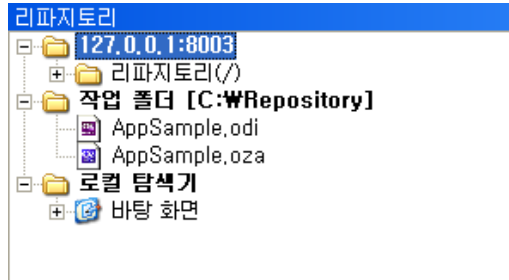 리파지토리
127.0.0.1:8003
리파지토리(/)
작업 폴더 [C:₩Repository]
AppSample.odi
AppSample.oza
로컬 탐색기
바탕 화면